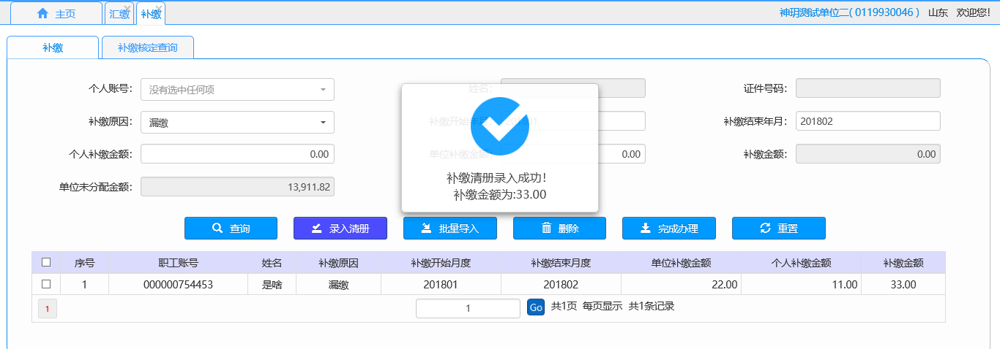 主页 汇缴 补缴 神玥测试单位二( 0119930046 ) 山东 欢迎您!
补缴 补缴核定查询
个人账号: 没有选中任何项 姓名: 证件号码:
补缴原因: 漏缴 补缴开始年月: 201801 补缴结束年月: 201802
个人补缴金额: 0.00 单位补缴金额: 0.00 补缴金额: 0.00
单位未分配金额: 13,911.82
补缴清册录入成功!
补缴金额为:33.00
查询 录入清册 批量导入 删除 完成办理 重置
序号 职工账号 姓名 补缴原因 补缴开始月度 补缴结束月度 单位补缴金额 个人补缴金额 补缴金额
1 000000754453 是啥 漏缴 201801 201802 22.00 11.00 33.00
1 1 Go 共1页 每页显示 共1条记录